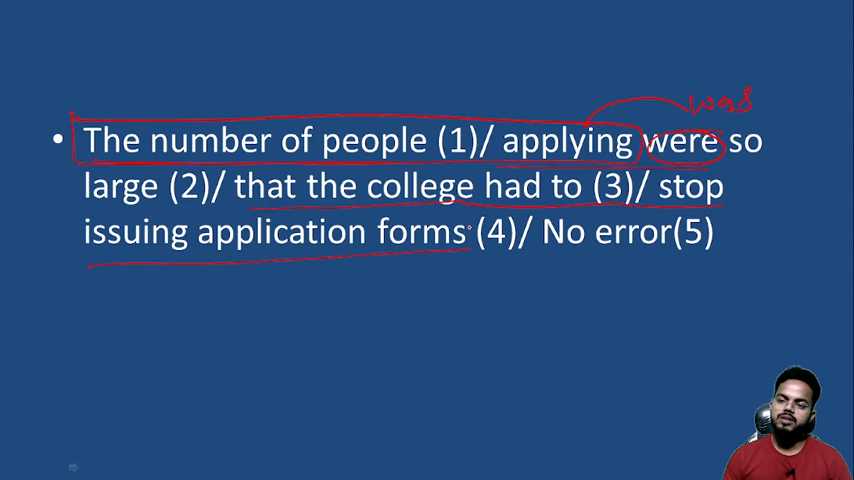 was
• The number of people (1)/ applying were so
large (2)/ that the college had to (3)/ stop
issuing application forms (4)/ No error(5)